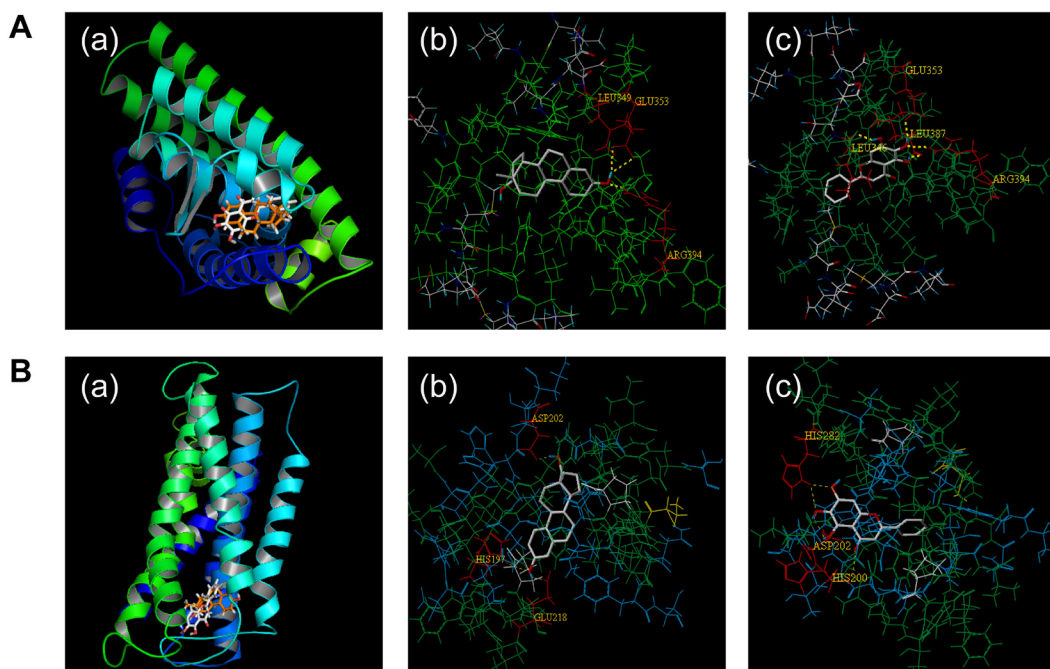 A
(a)
(b)
(c)
LEU349
GLU353
ARG394
GLU353
LEU387
LEU346
ARG394
B
(a)
(b)
(c)
ASP202
HIS197
GLU218
HIS282
ASP202
HIS200